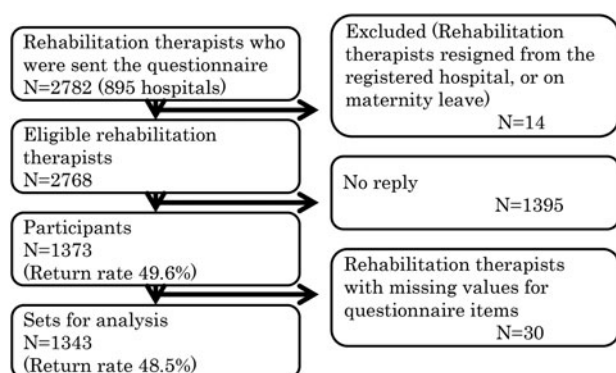 Rehabilitation therapists who
were sent the questionnaire
N=2782 (895 hospitals)
Excluded (Rehabilitation
therapists resigned from the
registered hospital, or on
maternity leave)
N=14
Eligible rehabilitation
therapists
N=2768
No reply
N=1395
Participants
N=1373
(Return rate 49.6%)
Rehabilitation therapists
with missing values for
questionnaire items
N=30
Sets for analysis
N=1343
(Return rate 48.5%)